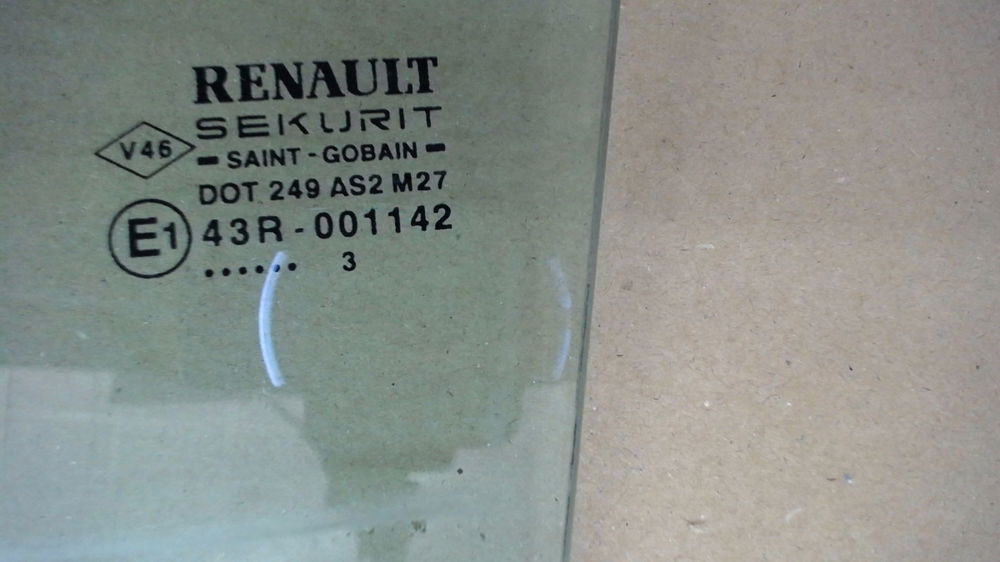 RENAULT
SEKURIT
V46
SAINT-GOBAIN
DOT 249 AS2 M27
E1 43R-001142
...... 3